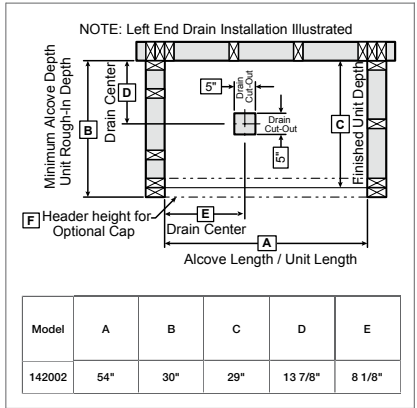 NOTE: Left End Drain Installation Illustrated
Minimum Alcove Depth
Unit Rough-In Depth
B
Drain Center
D
5"
Drain
Cut-Out
Drain
Cut-Out
5"
C
Finished Unit Depth
F Header height for
Optional Cap
E
Drain Center
A
Alcove Length / Unit Length
Model A B C D E
142002 54" 30" 29" 13 7/8" 8 1/8"